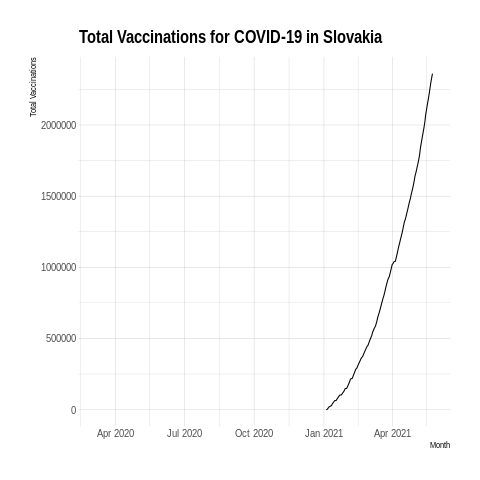 Total Vaccinations for COVID-19 in Slovakia
Total Vaccinations
2000000
1500000
1000000
500000
0
Apr 2020 Jul 2020 Oct 2020 Jan 2021 Apr 2021
Month